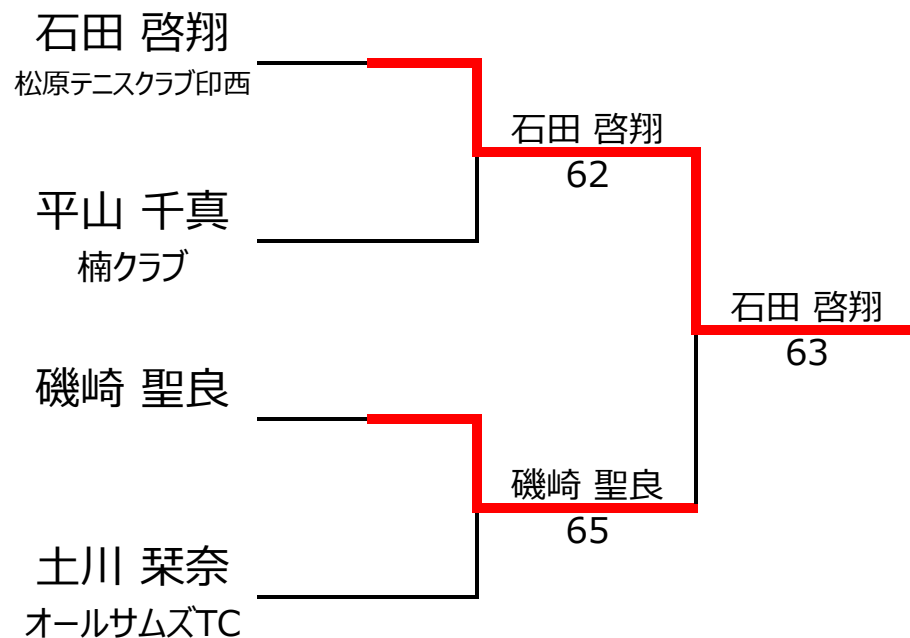 石田 啓翔
松原テニスクラブ印西
石田 啓翔
62
平山 千真
楠クラブ
石田 啓翔
63
磯崎 聖良
磯崎 聖良
65
土川 栞奈
オールサムズTC